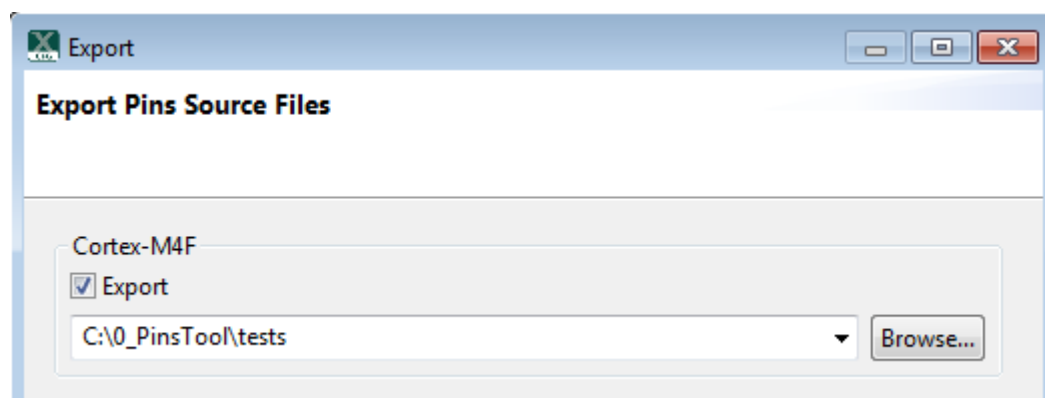 Export
Export Pins Source Files
Cortex-M4F
Export
C:\0_PinsTool\tests
Browse...